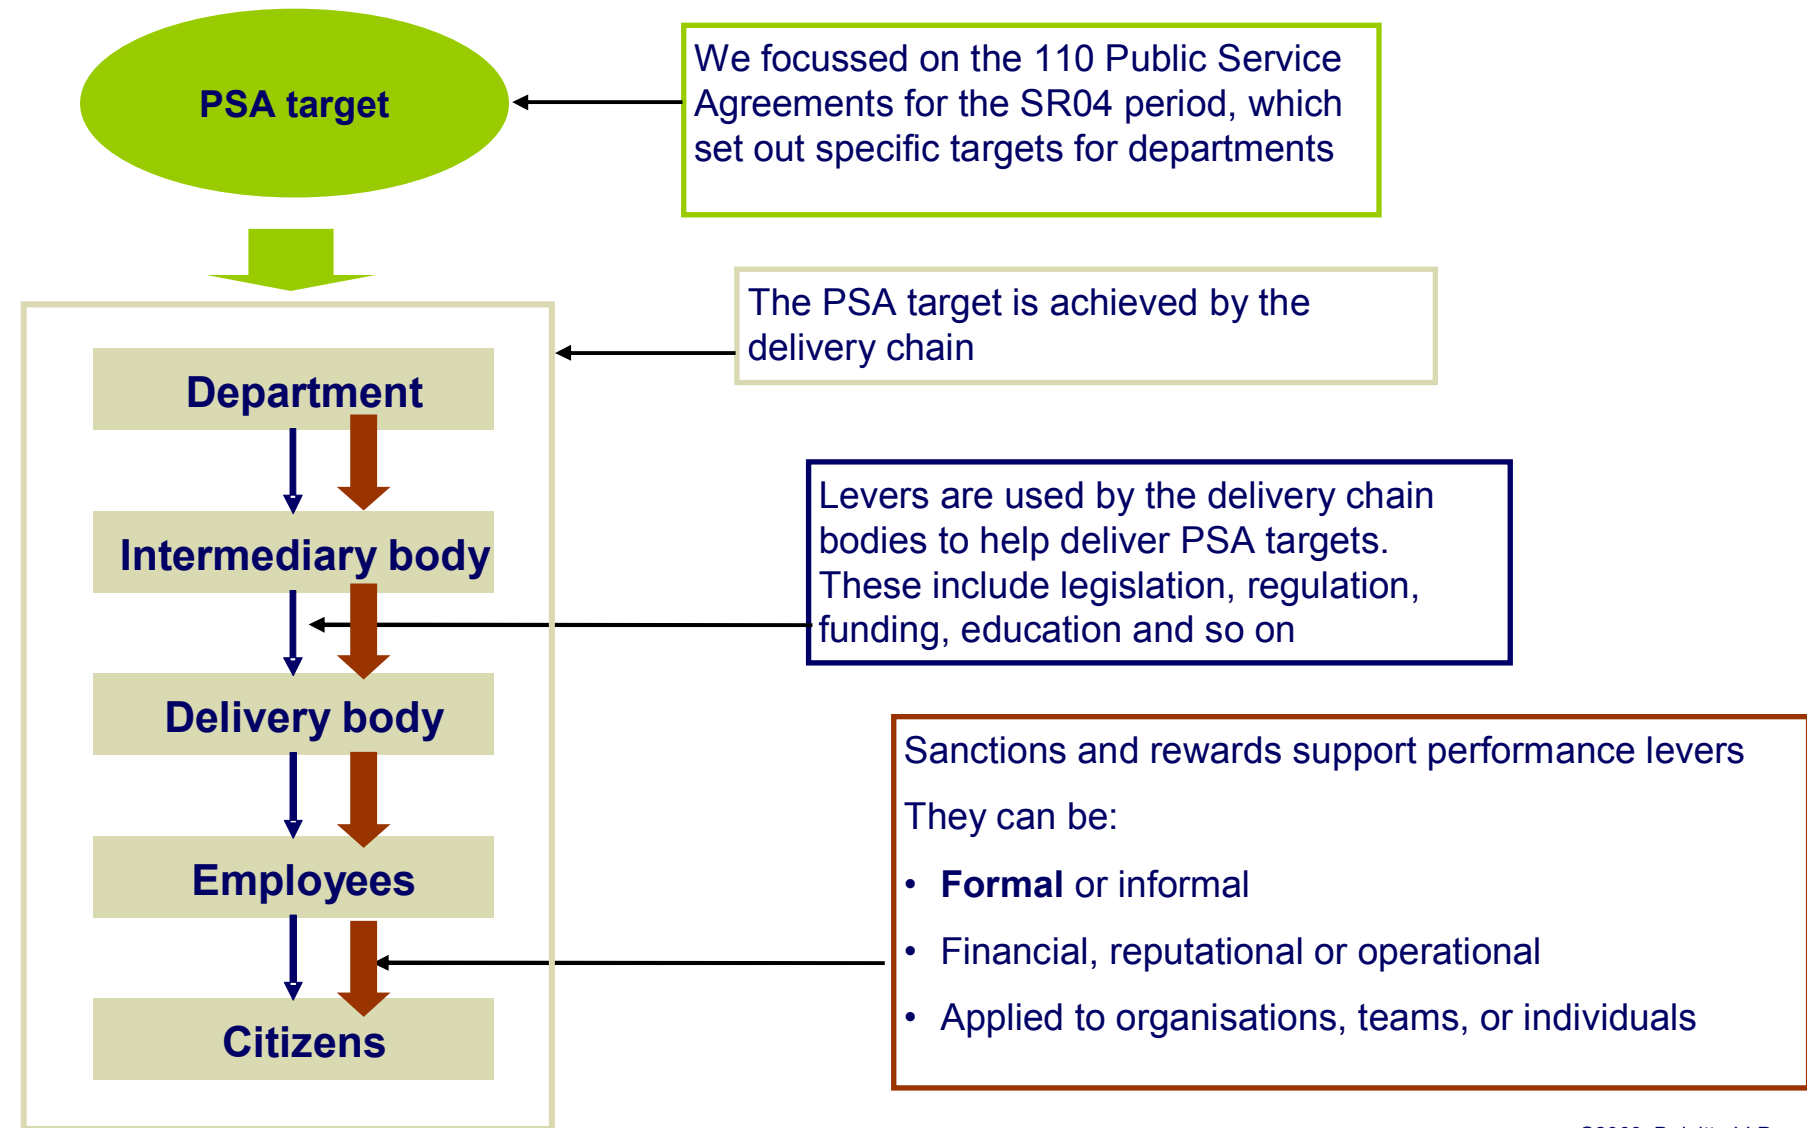 PSA target
We focussed on the 110 Public Service
Agreements for the SR04 period, which
set out specific targets for departments
The PSA target is achieved by the
delivery chain
Department
Intermediary body
Levers are used by the delivery chain
bodies to help deliver PSA targets.
These include legislation, regulation,
funding, education and so on
Delivery body
Sanctions and rewards support performance levers
They can be:
• Formal or informal
• Financial, reputational or operational
• Applied to organisations, teams, or individuals
Employees
Citizens